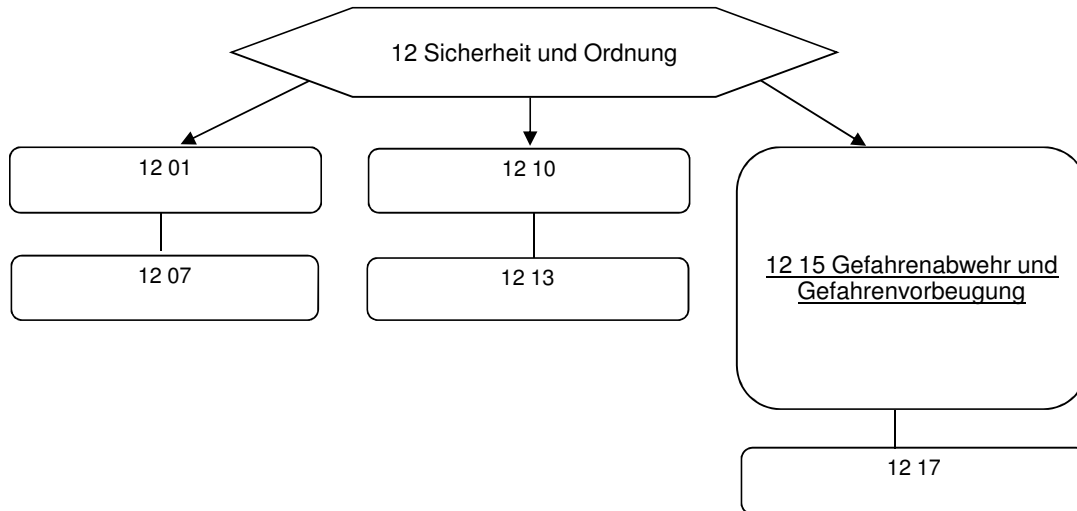 12 Sicherheit und Ordnung
12 01
12 10
12 07
12 13
12 15 Gefahrenabwehr und
Gefahrenvorbeugung
12 17